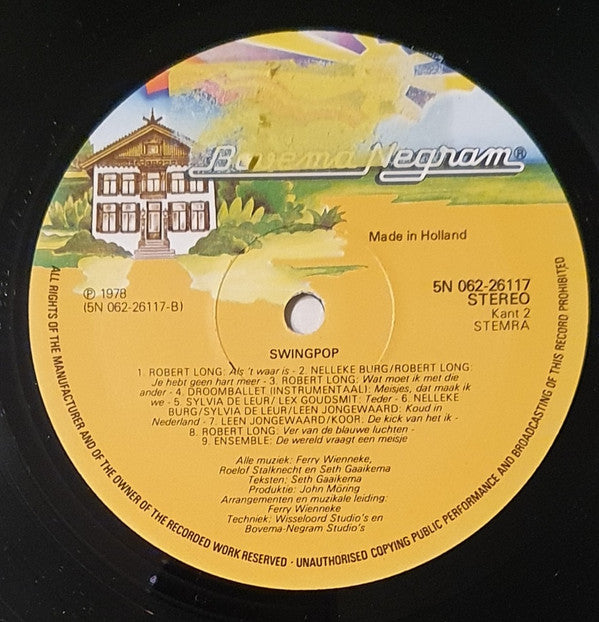 Bovema Negram®
Made in Holland
℗ 1978
(5N 062-26117-B)
5N 062-26117
STEREO
Kant 2
STEMRA
SWINGPOP
1. ROBERT LONG: Als 't waar is - 2. NELLEKE BURG/ROBERT LONG:
Je hebt geen hart meer - 3. ROBERT LONG: Wat moet ik met die
ander - 4. DROOMBALLET (INSTRUMENTAAL): Meisjes, dat maak ik
we - 5. SYLVIA DE LEUR/LEX GOUDSMIT: Teder - 6. NELLEKE
BURG/SYLVIA DE LEUR/LEEN JONGEWAARD: Koud in
Nederland - 7. LEEN JONGEWAARD/KOOR: De kick van het ik -
8. ROBERT LONG: Ver van de blauwe luchten -
9. ENSEMBLE: De wereld vraagt een meisje
Alle muziek: Ferry Wienneke,
Roelof Stalknecht en Seth Gaaikema
Teksten: Seth Gaaikema
Produktie: John Möring
Arrangementen en muzikale leiding:
Ferry Wienneke
Techniek: Wisseloord Studio's en
Bovema-Negram Studio's
ALL RIGHTS OF THE MANUFACTURER AND OF THE OWNER OF THE RECORDED WORK RESERVED · UNAUTHORISED COPYING PUBLIC PERFORMANCE AND BROADCASTING OF THIS RECORD PROHIBITED